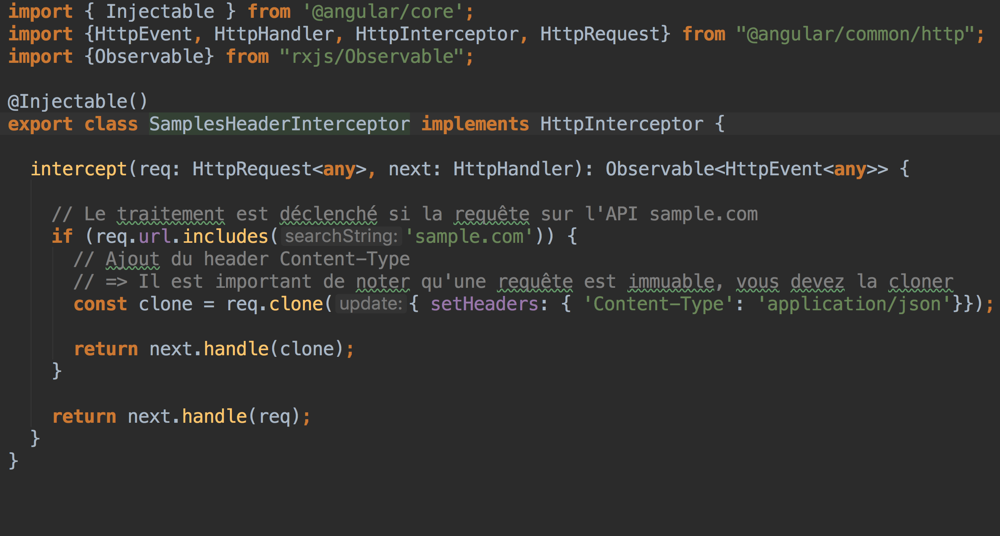 import { Injectable } from '@angular/core';
import {HttpEvent, HttpHandler, HttpInterceptor, HttpRequest} from "@angular/common/http";
import {Observable} from "rxjs/Observable";
@Injectable()
export class SamplesHeaderInterceptor implements HttpInterceptor {
intercept(req: HttpRequest<any>, next: HttpHandler): Observable<HttpEvent<any>> {
// Le traitement est déclenché si la requête sur l'API sample.com
if (req.url.includes( searchString: 'sample.com')) {
// Ajout du header Content-Type
// => Il est important de noter qu'une requête est immuable, vous devez la cloner
const clone = req.clone( update: { setHeaders: { 'Content-Type': 'application/json'}});
return next.handle(clone);
}
return next.handle(req);
}
}